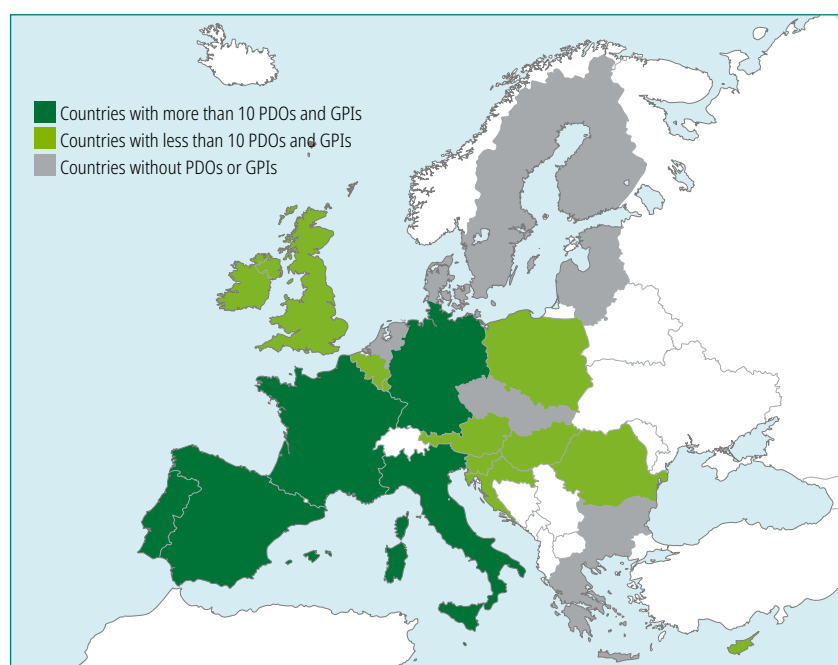 Countries with more than 10 PDOs and GPIs
Countries with less than 10 PDOs and GPIs
Countries without PDOs or GPIs